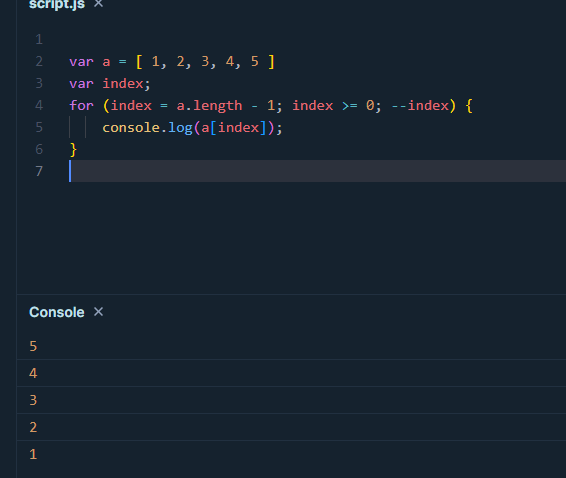 script.js ×
1
2 var a = [ 1, 2, 3, 4, 5 ]
3 var index;
4 for (index = a.length - 1; index >= 0; --index) {
5     console.log(a[index]);
6 }
7
Console ×
5
4
3
2
1